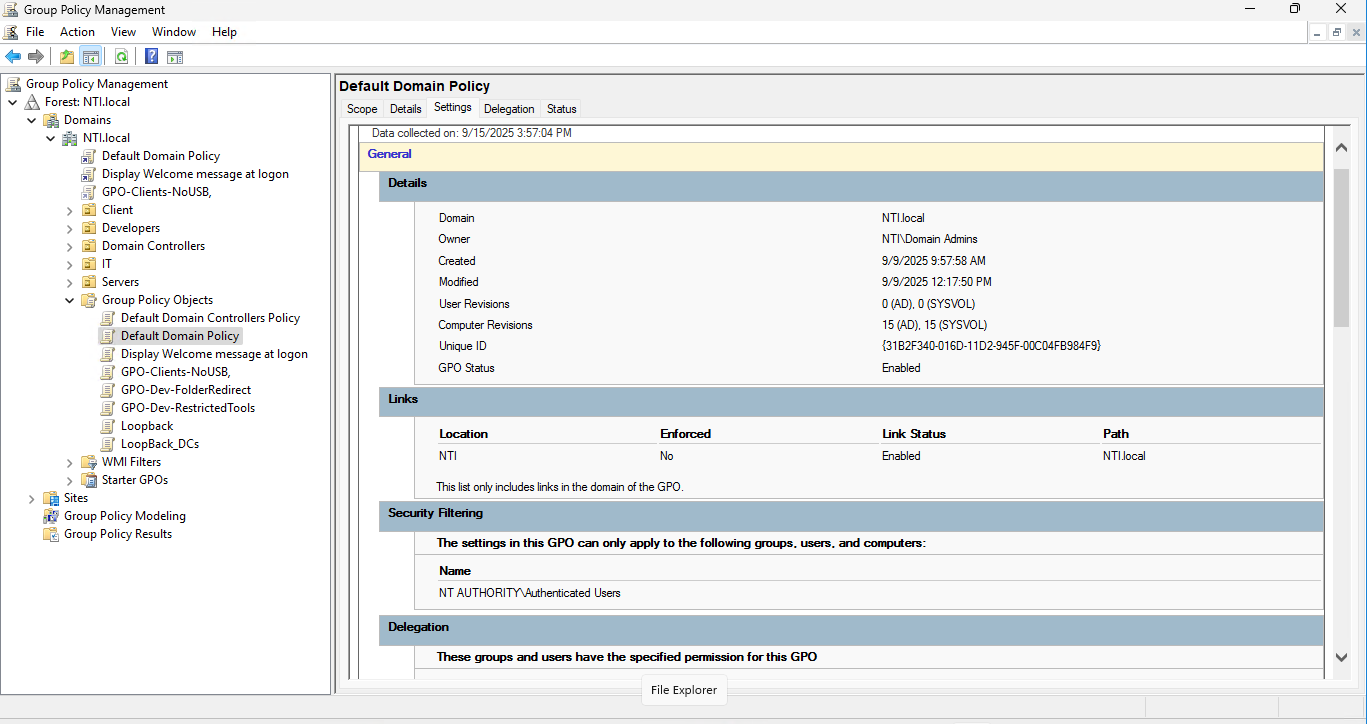 Group Policy Management
File Action View Window Help
Group Policy Management
Forest: NTI.local
Domains
NTI.local
Default Domain Policy
Display Welcome message at logon
GPO-Clients-NoUSB,
Client
Developers
Domain Controllers
IT
Servers
Group Policy Objects
Default Domain Controllers Policy
Default Domain Policy
Display Welcome message at logon
GPO-Clients-NoUSB,
GPO-Dev-FolderRedirect
GPO-Dev-RestrictedTools
Loopback
LoopBack_DCs
WMI Filters
Starter GPOs
Sites
Group Policy Modeling
Group Policy Results
Default Domain Policy
Scope Details Settings Delegation Status
Data collected on: 9/15/2025 3:57:04 PM
General
Details
Domain NTI.local
Owner NTI\Domain Admins
Created 9/9/2025 9:57:58 AM
Modified 9/9/2025 12:17:50 PM
User Revisions 0 (AD), 0 (SYSVOL)
Computer Revisions 15 (AD), 15 (SYSVOL)
Unique ID {31B2F340-016D-11D2-945F-00C04FB984F9}
GPO Status Enabled
Links
Location Enforced Link Status Path
NTI No Enabled NTI.local
This list only includes links in the domain of the GPO.
Security Filtering
The settings in this GPO can only apply to the following groups, users, and computers:
Name
NT AUTHORITY\Authenticated Users
Delegation
These groups and users have the specified permission for this GPO
File Explorer